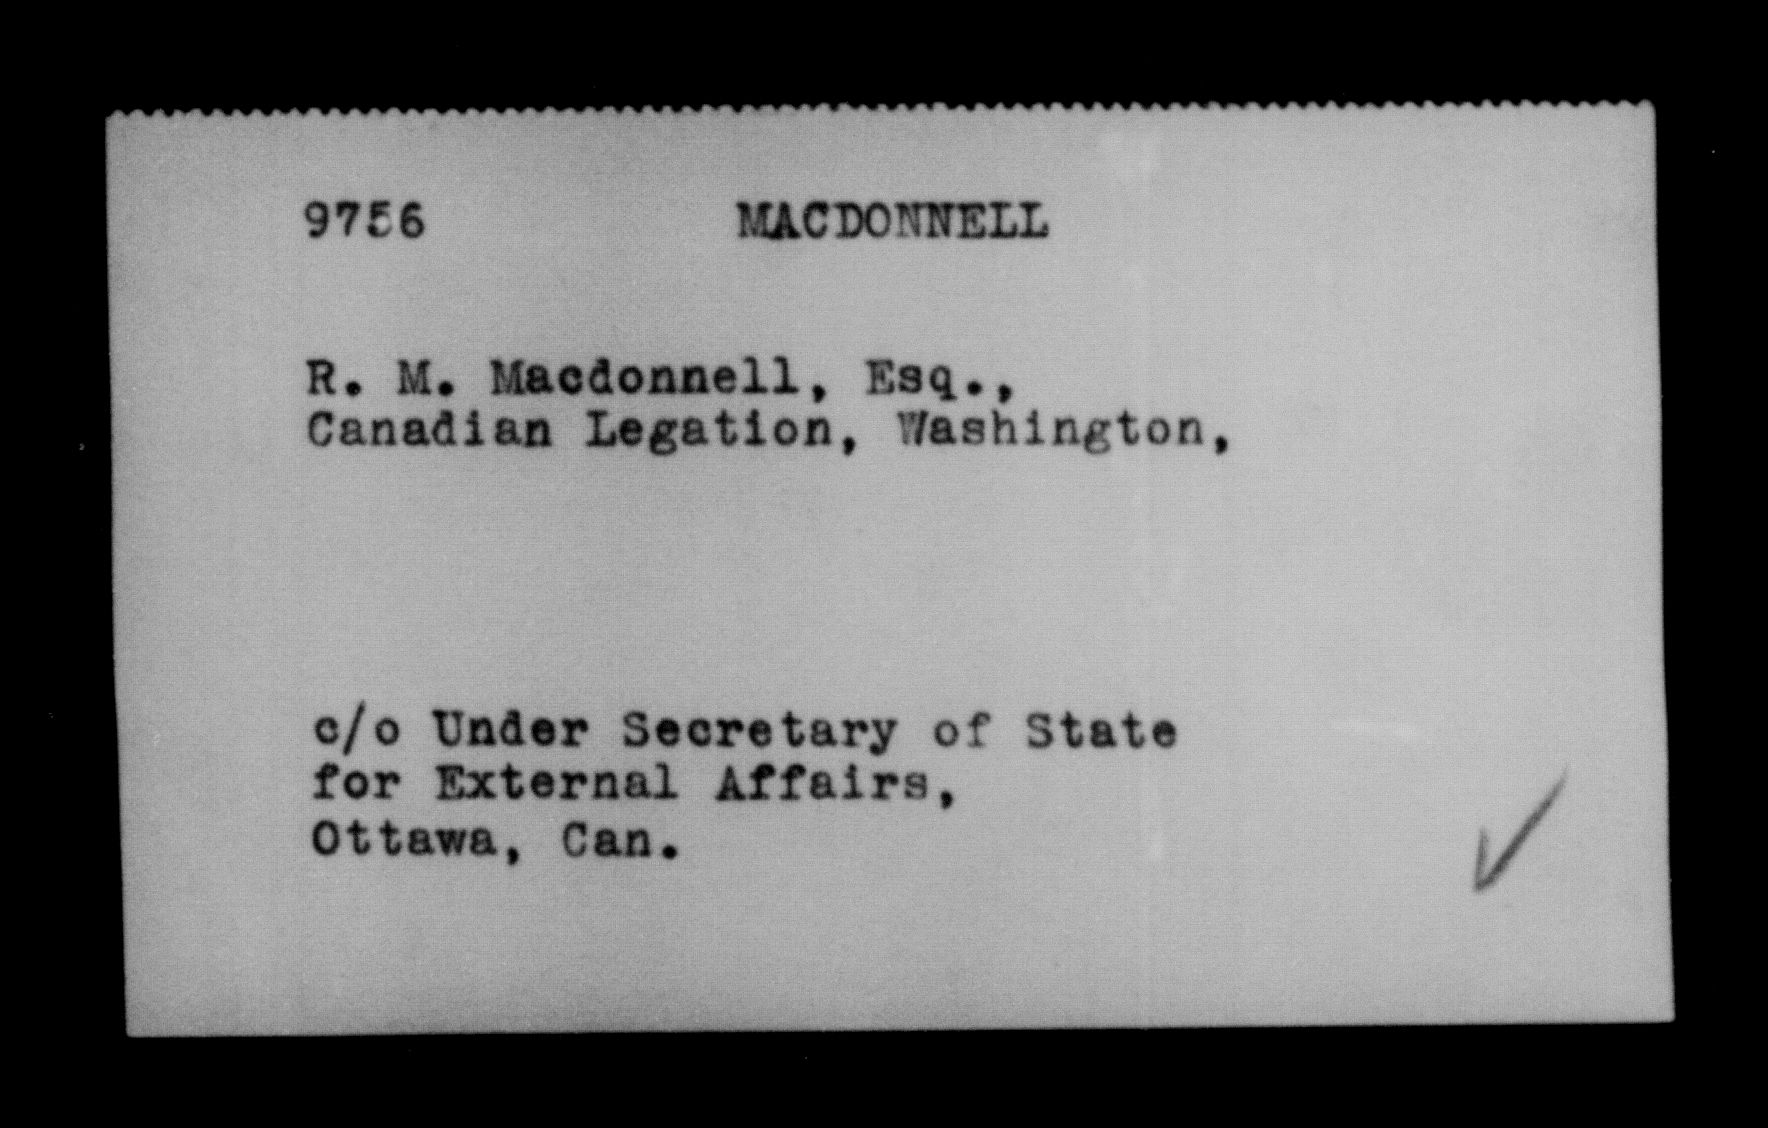 9756 MACDONNELL
R. M. Macdonnell, Esq.,
Canadian Legation, Washington,
c/o Under Secretary of State
for External Affairs,
Ottawa, Can.